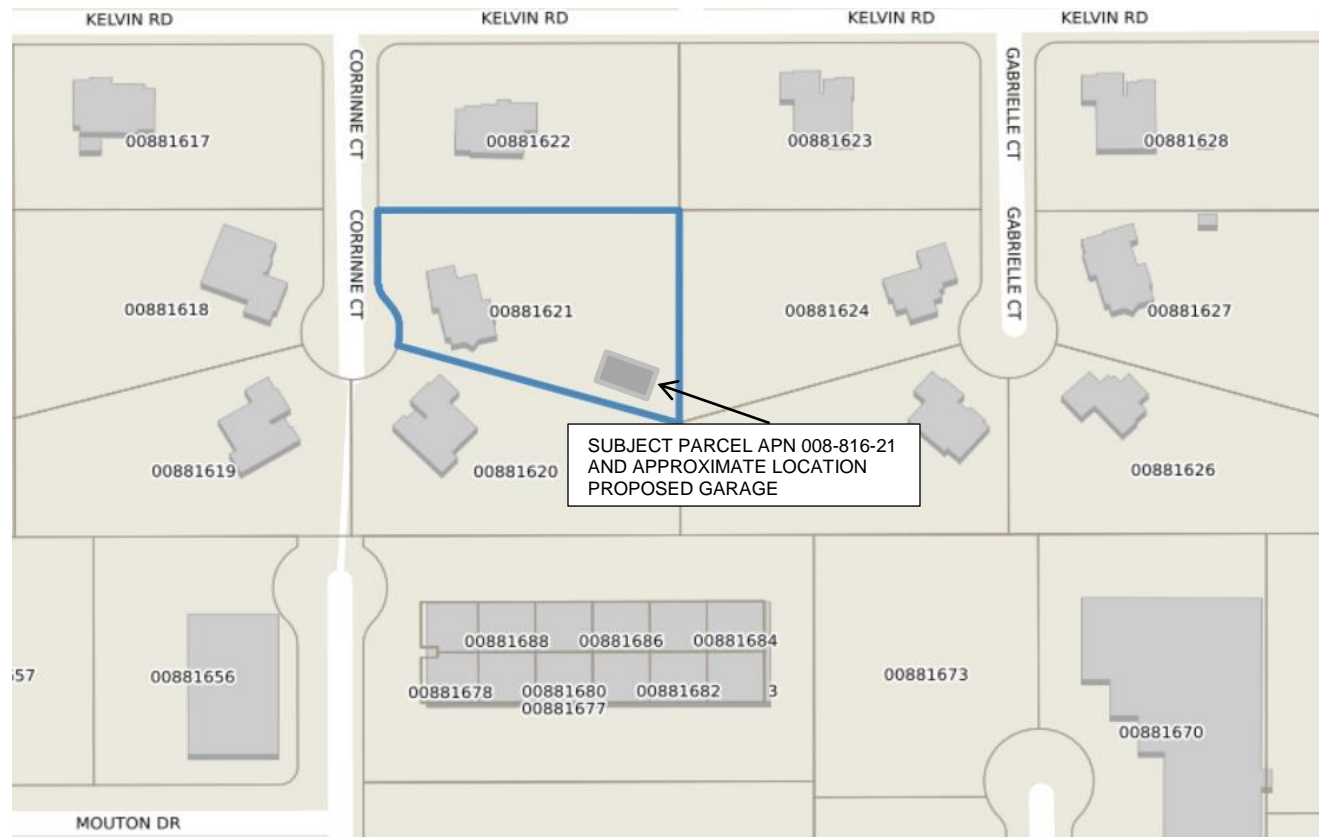 KELVIN RD
KELVIN RD
KELVIN RD
KELVIN RD
CORRINNE CT
GABRIELLE CT
00881617
00881622
00881623
00881628
CORRINNE CT
GABRIELLE CT
00881618
00881621
00881624
00881627
SUBJECT PARCEL APN 008-816-21
AND APPROXIMATE LOCATION
PROPOSED GARAGE
00881619
00881620
00881626
00881688
00881686
00881684
57
00881656
00881673
00881678
00881680
00881682
3
00881677
00881670
MOUTON DR